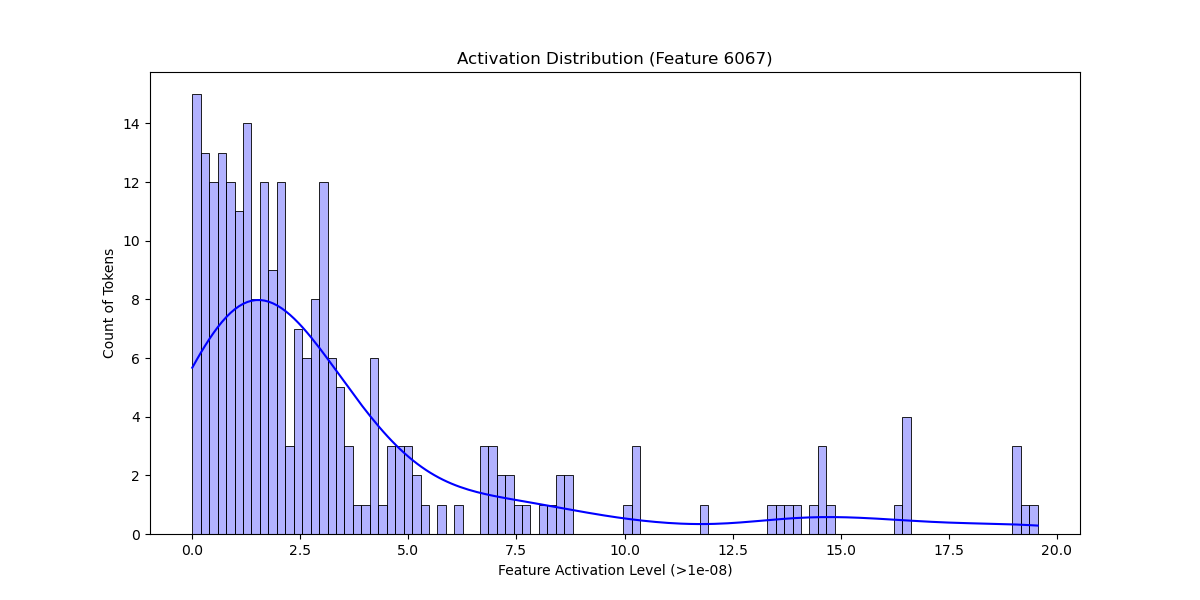 Activation Distribution (Feature 6067)
Count of Tokens
14
12
10
8
6
4
2
0
0.0 2.5 5.0 7.5 10.0 12.5 15.0 17.5 20.0
Feature Activation Level (>1e-08)